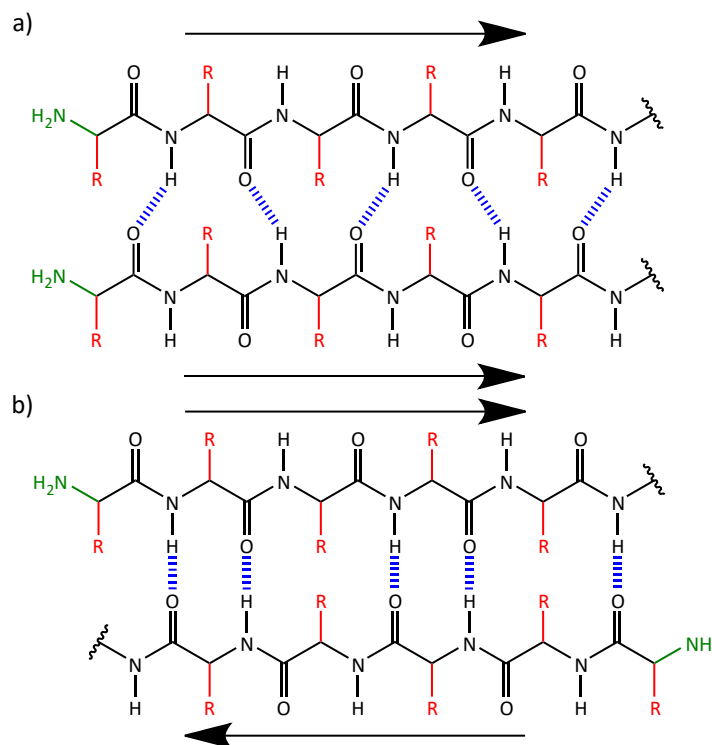 a)
O R H O R H O
H₂N N N
N N N
R H O R H O R H
O R H O R H O
H₂N N N
N N N
R H O R H O R H
b)
O R H O R H O
H₂N N N
N N N
R H O R H O R H
O H R O H R O
N N NH
N N N
H R O H R O H R